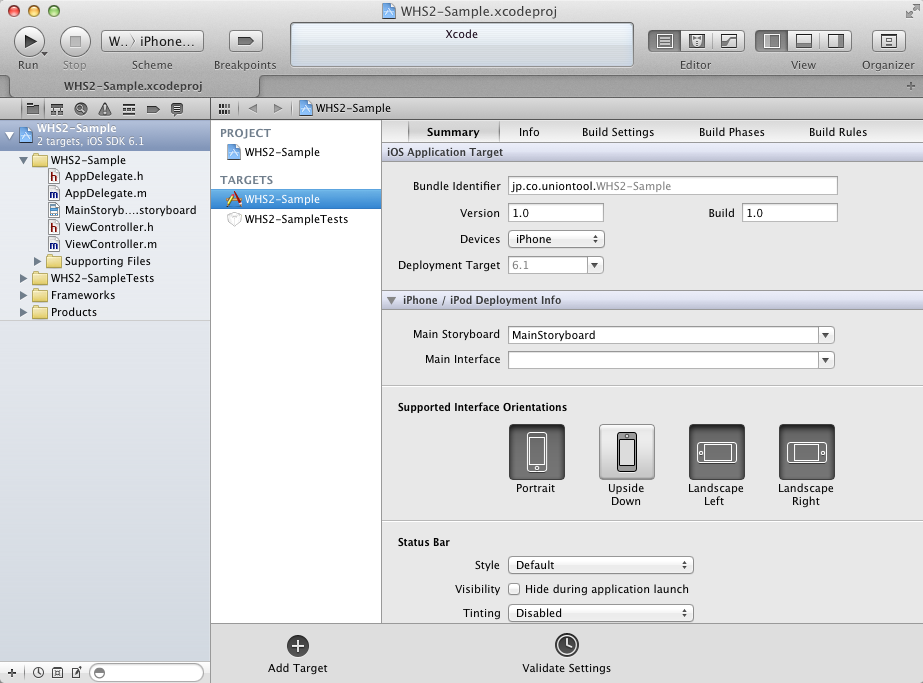 WHS2-Sample.xcodeproj
W... 〉 iPhone...
Xcode
Run
Stop
Scheme
Breakpoints
Editor
View
Organizer
WHS2-Sample.xcodeproj
WHS2-Sample
WHS2-Sample
2 targets, iOS SDK 6.1
WHS2-Sample
h AppDelegate.h
m AppDelegate.m
MainStoryb....storyboard
h ViewController.h
m ViewController.m
Supporting Files
WHS2-SampleTests
Frameworks
Products
PROJECT
WHS2-Sample
TARGETS
WHS2-Sample
WHS2-SampleTests
Summary
Info
Build Settings
Build Phases
Build Rules
iOS Application Target
Bundle Identifier jp.co.uniontool.WHS2-Sample
Version 1.0 Build 1.0
Devices iPhone
Deployment Target 6.1
iPhone / iPod Deployment Info
Main Storyboard MainStoryboard
Main Interface
Supported Interface Orientations
Portrait
Upside
Down
Landscape
Left
Landscape
Right
Status Bar
Style Default
Visibility Hide during application launch
Tinting Disabled
Add Target
Validate Settings